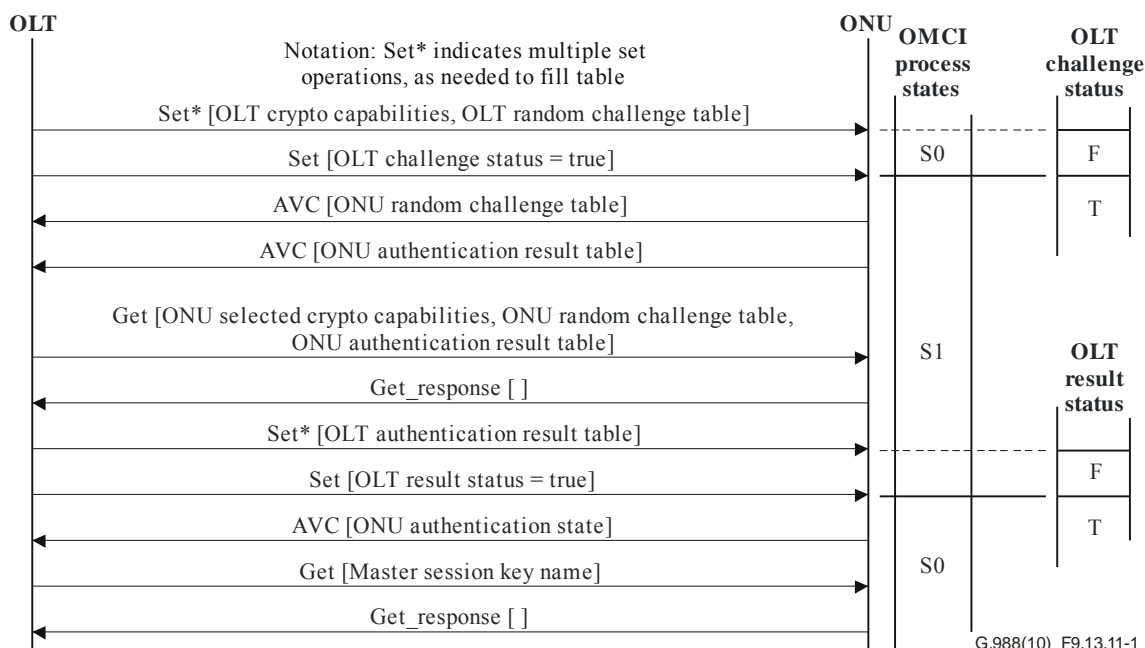 OLT
ONU
OMCI
process
states
OLT
challenge
status
Notation: Set* indicates multiple set
operations, as needed to fill table
Set* [OLT crypto capabilities, OLT random challenge table]
S0
F
Set [OLT challenge status = true]
AVC [ONU random challenge table]
T
AVC [ONU authentication result table]
Get [ONU selected crypto capabilities, ONU random challenge table,
ONU authentication result table]
S1
OLT
result
status
Get_response [ ]
Set* [OLT authentication result table]
F
Set [OLT result status = true]
AVC [ONU authentication state]
T
Get [Master session key name]
S0
Get_response [ ]
G.988(10)_F9.13.11-1